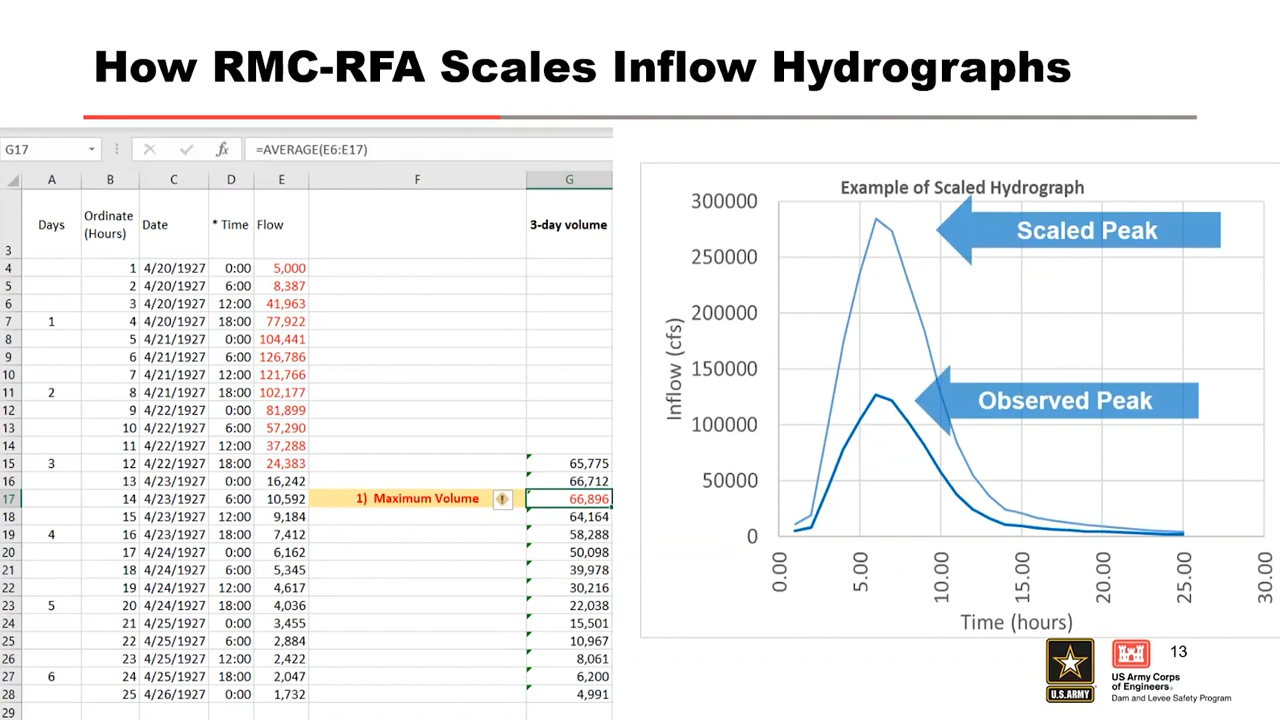 How RMC-RFA Scales Inflow Hydrographs
G17 fx =AVERAGE(E6:E17)
A B C D E F G
3 Days Ordinate (Hours) Date * Time Flow 3-day volume
4 1 4/20/1927 0:00 5,000
5 2 4/20/1927 6:00 8,387
6 3 4/20/1927 12:00 41,963
7 1 4 4/20/1927 18:00 77,922
8 5 4/21/1927 0:00 104,441
9 6 4/21/1927 6:00 126,786
10 7 4/21/1927 12:00 121,766
11 2 8 4/21/1927 18:00 102,177
12 9 4/22/1927 0:00 81,899
13 10 4/22/1927 6:00 57,290
14 11 4/22/1927 12:00 37,288
15 3 12 4/22/1927 18:00 24,383 65,775
16 13 4/23/1927 0:00 16,242 66,712
17 14 4/23/1927 6:00 10,592 1) Maximum Volume 66,896
18 15 4/23/1927 12:00 9,184 64,164
19 4 16 4/23/1927 18:00 7,412 58,288
20 17 4/24/1927 0:00 6,162 50,098
21 18 4/24/1927 6:00 5,345 39,978
22 19 4/24/1927 12:00 4,617 30,216
23 5 20 4/24/1927 18:00 4,036 22,038
24 21 4/25/1927 0:00 3,455 15,501
25 22 4/25/1927 6:00 2,884 10,967
26 23 4/25/1927 12:00 2,422 8,061
27 6 24 4/25/1927 18:00 2,047 6,200
28 25 4/26/1927 0:00 1,732 4,991
29
Example of Scaled Hydrograph
300000
250000
200000
150000
100000
50000
0
Inflow (cfs)
Scaled Peak
Observed Peak
0.00 5.00 10.00 15.00 20.00 25.00 30.00
Time (hours)
U.S.ARMY
US Army Corps
of Engineers®
Dam and Levee Safety Program
13